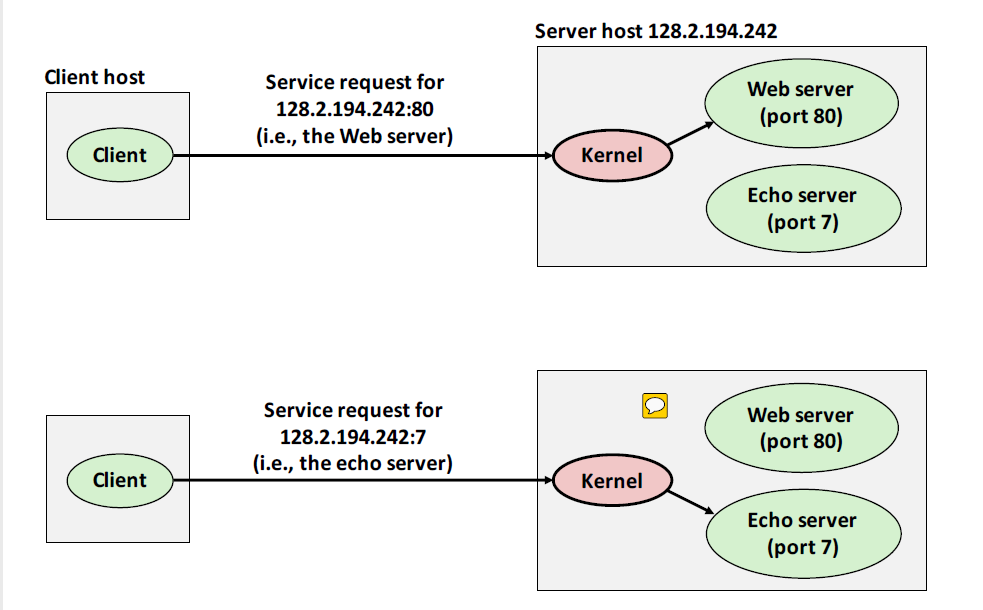 Server host 128.2.194.242
Client host
Service request for
128.2.194.242:80
(i.e., the Web server)
Client
Kernel
Web server
(port 80)
Echo server
(port 7)
Service request for
128.2.194.242:7
(i.e., the echo server)
Client
Kernel
Web server
(port 80)
Echo server
(port 7)